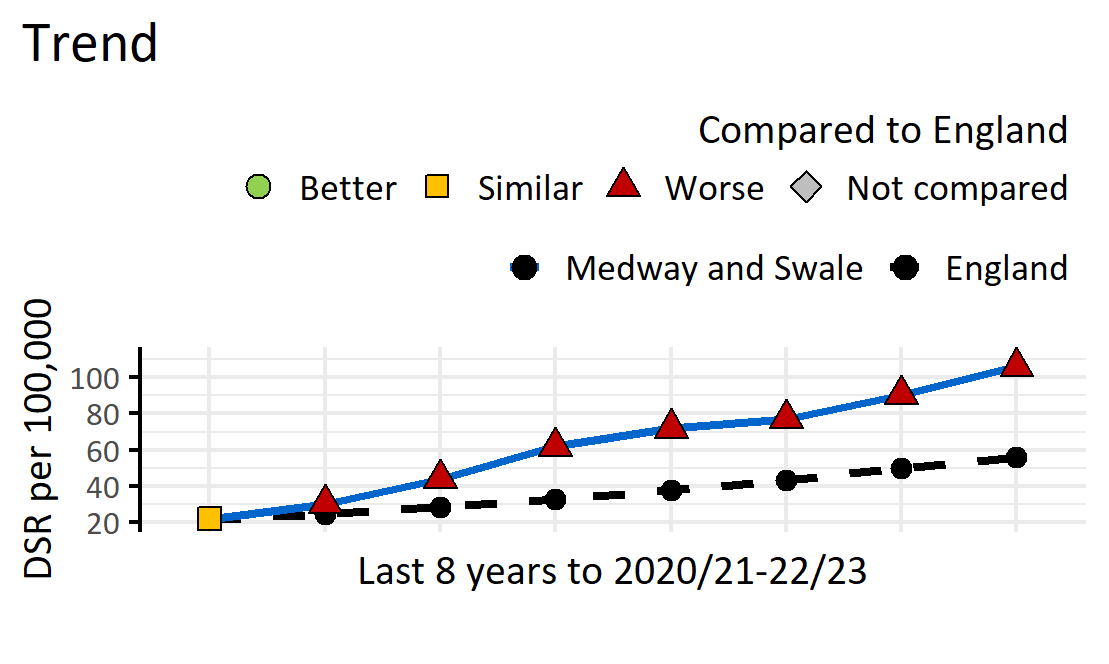 Trend
Compared to England
Better Similar Worse Not compared
Medway and Swale England
DSR per 100,000
100
80
60
40
20
Last 8 years to 2020/21-22/23